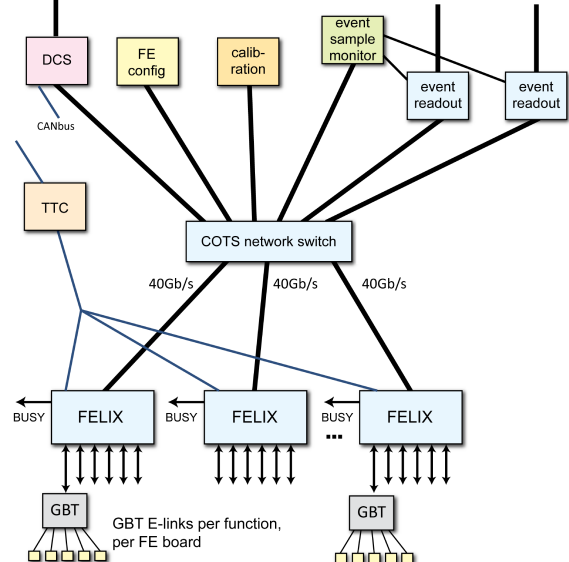 DCS
FE
config
calib-
ration
event
sample
monitor
event
readout
event
readout
CANbus
TTC
COTS network switch
40Gb/s
40Gb/s
40Gb/s
BUSY
FELIX
BUSY
FELIX
BUSY
...
FELIX
GBT
GBT E-links per function,
per FE board
GBT